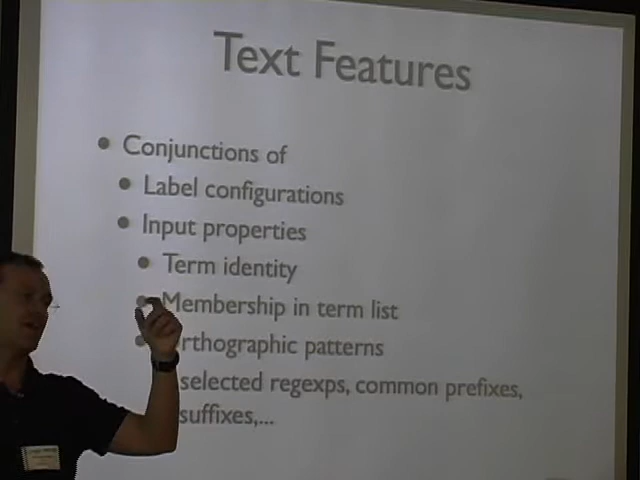 Text Features
• Conjunctions of
• Label configurations
• Input properties
• Term identity
Membership in term list
rthographic patterns
selected regexps, common prefixes,
suffixes,...